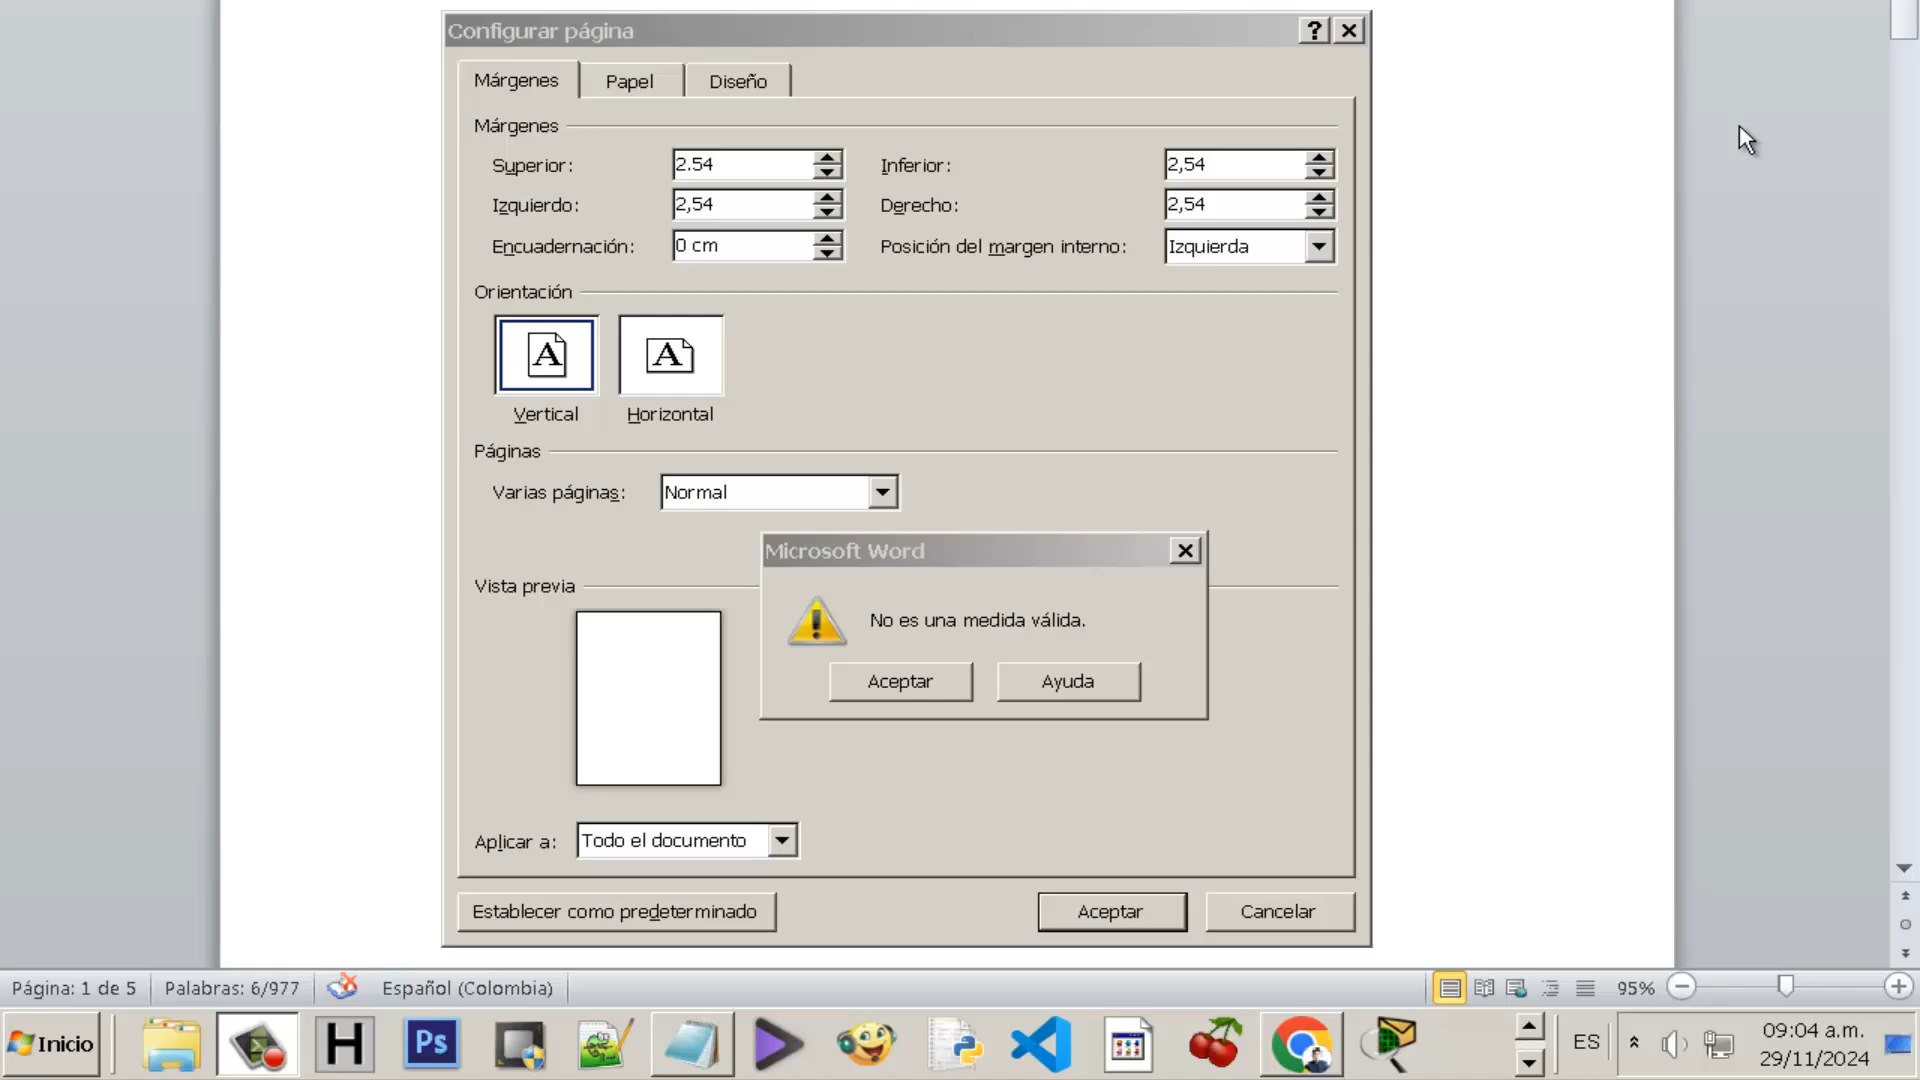 Configurar página
Márgenes
Papel
Diseño
Márgenes
Superior: 2.54 Inferior: 2,54
Izquierdo: 2,54 Derecho: 2,54
Encuadernación: 0 cm Posición del margen interno: Izquierda
Orientación
A A
Vertical Horizontal
Páginas
Varias páginas: Normal
Vista previa
Microsoft Word
No es una medida válida.
Aceptar Ayuda
Aplicar a: Todo el documento
Establecer como predeterminado Aceptar Cancelar
Página: 1 de 5 Palabras: 6/977 Español (Colombia) 95%
Inicio H Ps ES 09:04 a.m.
29/11/2024